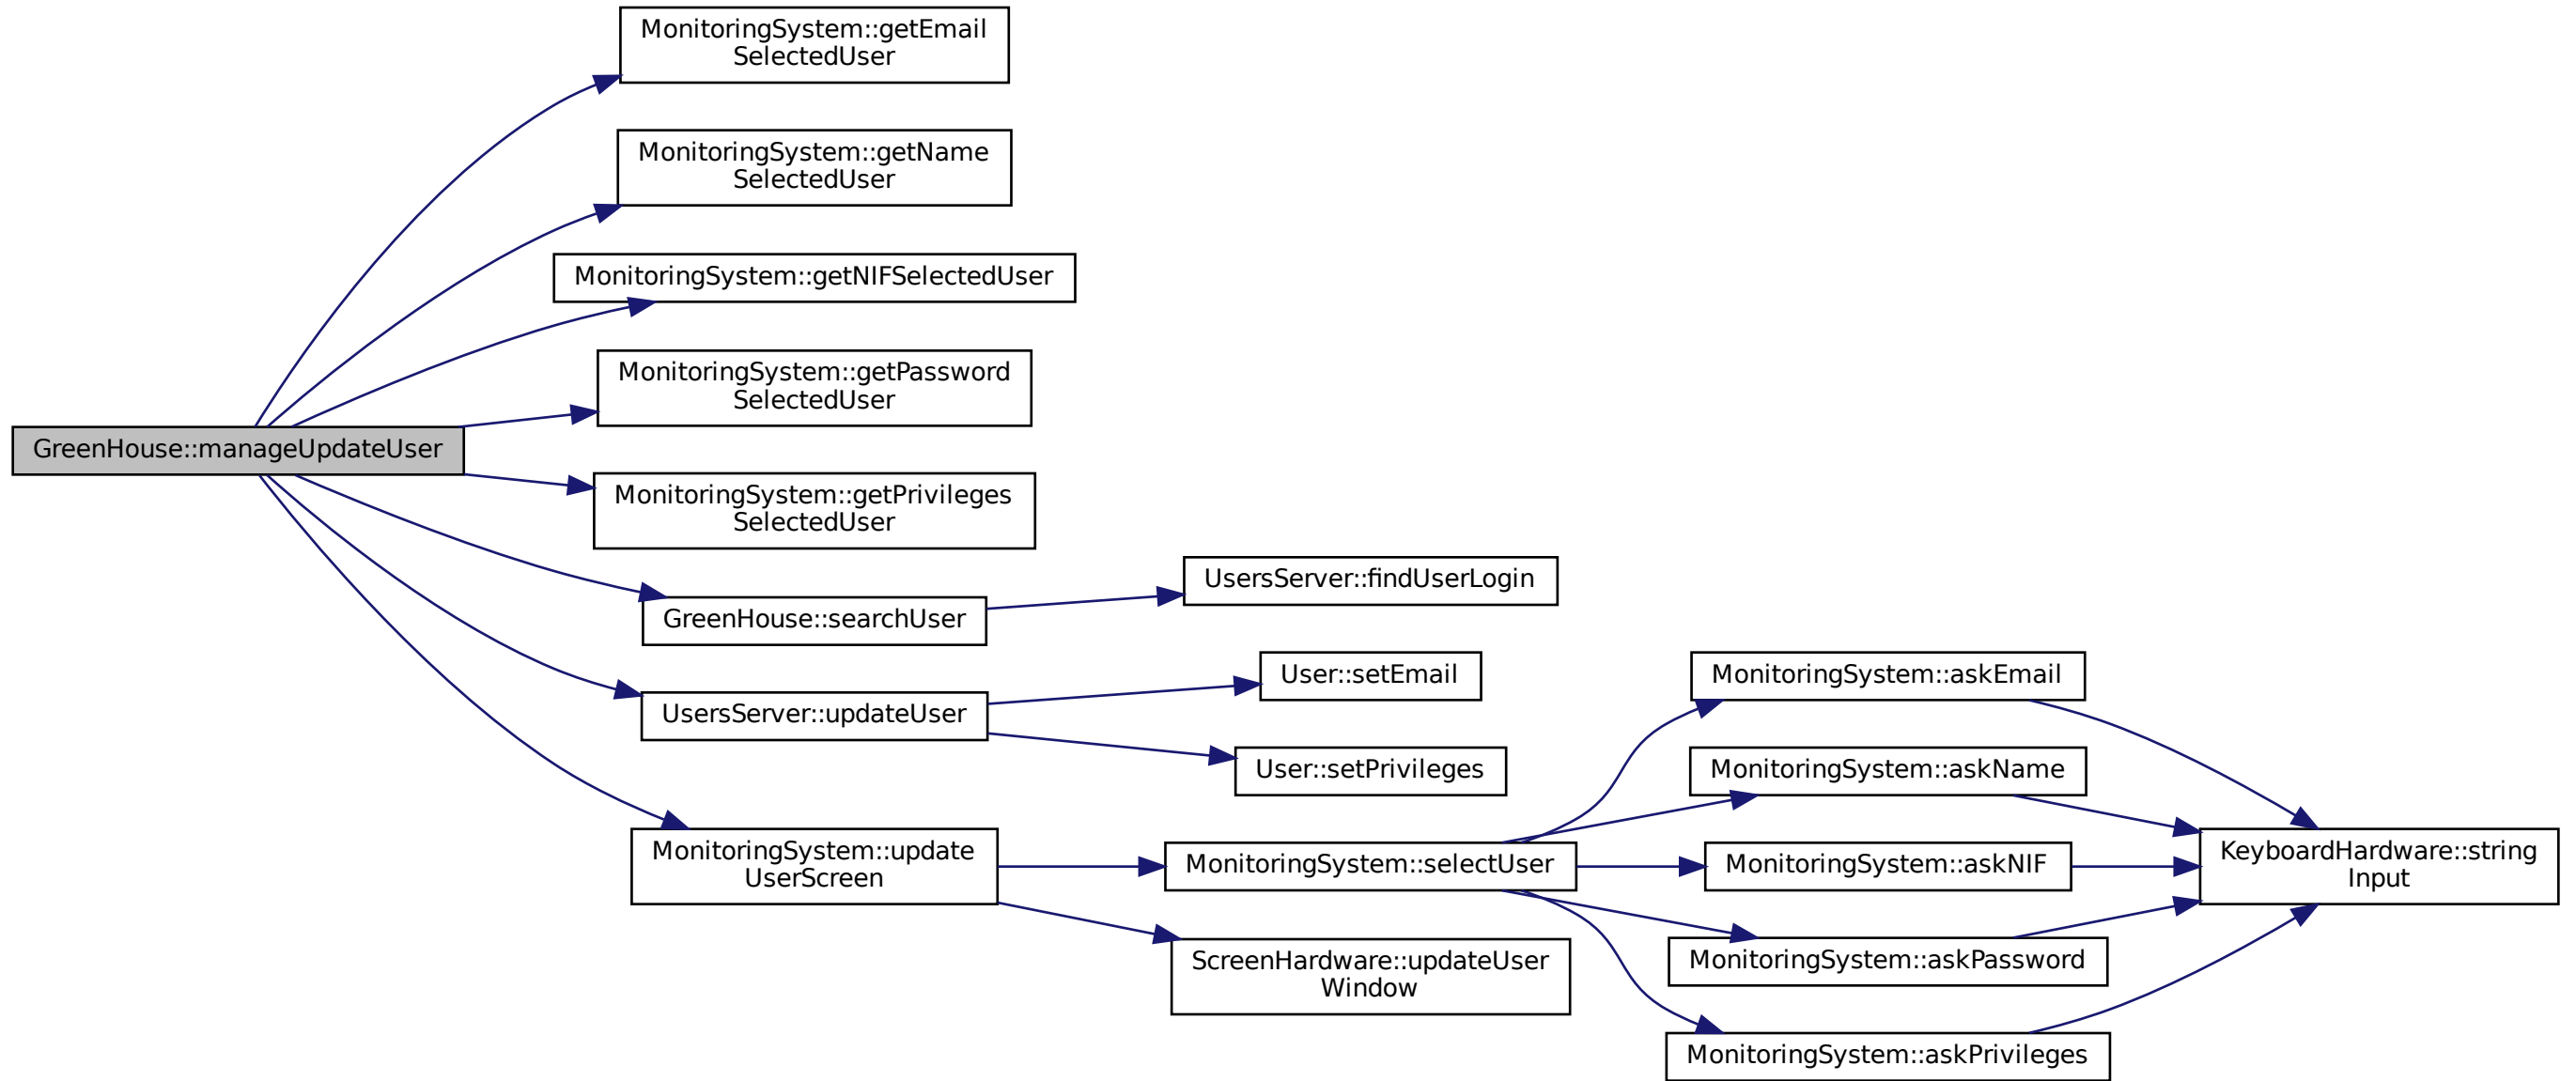 MonitoringSystem::getEmail
SelectedUser
MonitoringSystem::getName
SelectedUser
MonitoringSystem::getNIFSelectedUser
MonitoringSystem::getPassword
SelectedUser
GreenHouse::manageUpdateUser
MonitoringSystem::getPrivileges
SelectedUser
UsersServer::findUserLogin
GreenHouse::searchUser
User::setEmail
MonitoringSystem::askEmail
UsersServer::updateUser
User::setPrivileges
MonitoringSystem::askName
MonitoringSystem::update
UserScreen
MonitoringSystem::selectUser
MonitoringSystem::askNIF
KeyboardHardware::string
Input
ScreenHardware::updateUser
Window
MonitoringSystem::askPassword
MonitoringSystem::askPrivileges